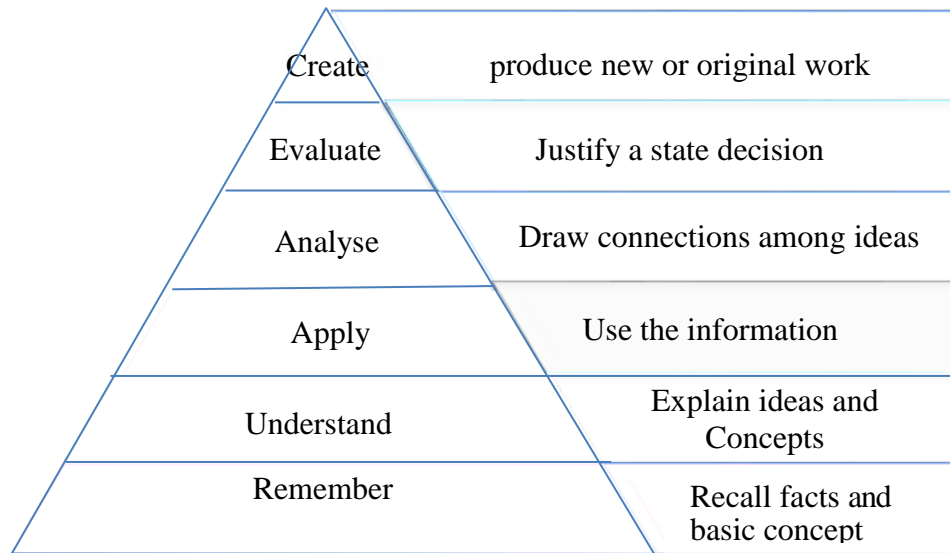 Create produce new or original work
Evaluate Justify a state decision
Analyse Draw connections among ideas
Apply Use the information
Understand Explain ideas and
Concepts
Remember Recall facts and
basic concept